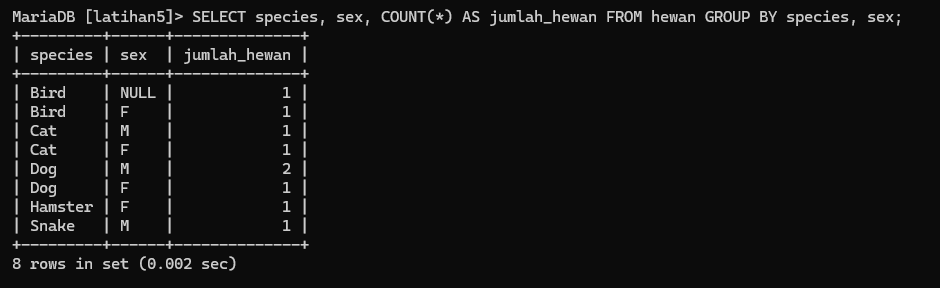 MariaDB [latihan5]> SELECT species, sex, COUNT(*) AS jumlah_hewan FROM hewan GROUP BY species, sex;
+---------+------+--------------+
| species | sex  | jumlah_hewan |
+---------+------+--------------+
| Bird    | NULL |            1 |
| Bird    | F    |            1 |
| Cat     | M    |            1 |
| Cat     | F    |            1 |
| Dog     | M    |            2 |
| Dog     | F    |            1 |
| Hamster | F    |            1 |
| Snake   | M    |            1 |
+---------+------+--------------+
8 rows in set (0.002 sec)